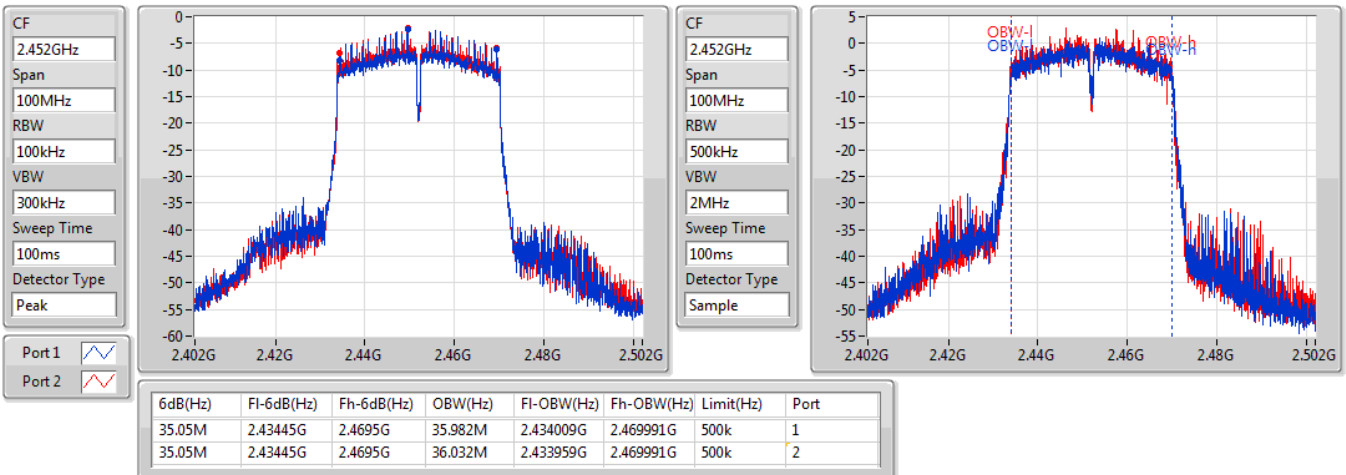 CF
2.452GHz
Span
100MHz
RBW
100kHz
VBW
300kHz
Sweep Time
100ms
Detector Type
Peak
Port 1
Port 2
0
-5
-10
-15
-20
-25
-30
-35
-40
-45
-50
-55
-60
2.402G 2.42G 2.44G 2.46G 2.48G 2.502G
CF
2.452GHz
Span
100MHz
RBW
500kHz
VBW
2MHz
Sweep Time
100ms
Detector Type
Sample
5
0
-5
-10
-15
-20
-25
-30
-35
-40
-45
-50
-55
OBW-l OBW-h
OBW-l OBW-h
2.402G 2.42G 2.44G 2.46G 2.48G 2.502G
6dB(Hz) Fl-6dB(Hz) Fh-6dB(Hz) OBW(Hz) Fl-OBW(Hz) Fh-OBW(Hz) Limit(Hz) Port
35.05M 2.43445G 2.4695G 35.982M 2.434009G 2.469991G 500k 1
35.05M 2.43445G 2.4695G 36.032M 2.433959G 2.469991G 500k 2